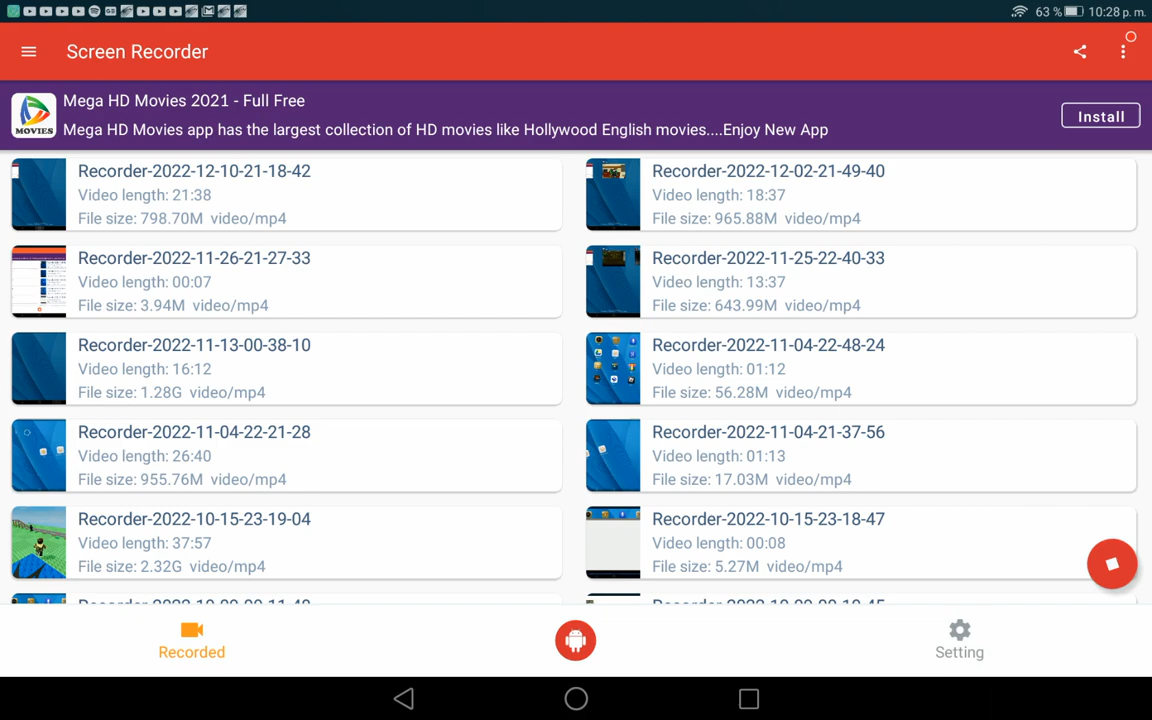 63 % 10:28 p. m.
Screen Recorder
Mega HD Movies 2021 - Full Free
MOVIES
Mega HD Movies app has the largest collection of HD movies like Hollywood English movies....Enjoy New App
Install
Recorder-2022-12-10-21-18-42
Video length: 21:38
File size: 798.70M video/mp4
Recorder-2022-12-02-21-49-40
Video length: 18:37
File size: 965.88M video/mp4
Recorder-2022-11-26-21-27-33
Video length: 00:07
File size: 3.94M video/mp4
Recorder-2022-11-25-22-40-33
Video length: 13:37
File size: 643.99M video/mp4
Recorder-2022-11-13-00-38-10
Video length: 16:12
File size: 1.28G video/mp4
Recorder-2022-11-04-22-48-24
Video length: 01:12
File size: 56.28M video/mp4
Recorder-2022-11-04-22-21-28
Video length: 26:40
File size: 955.76M video/mp4
Recorder-2022-11-04-21-37-56
Video length: 01:13
File size: 17.03M video/mp4
Recorder-2022-10-15-23-19-04
Video length: 37:57
File size: 2.32G video/mp4
Recorder-2022-10-15-23-18-47
Video length: 00:08
File size: 5.27M video/mp4
Recorded
Setting